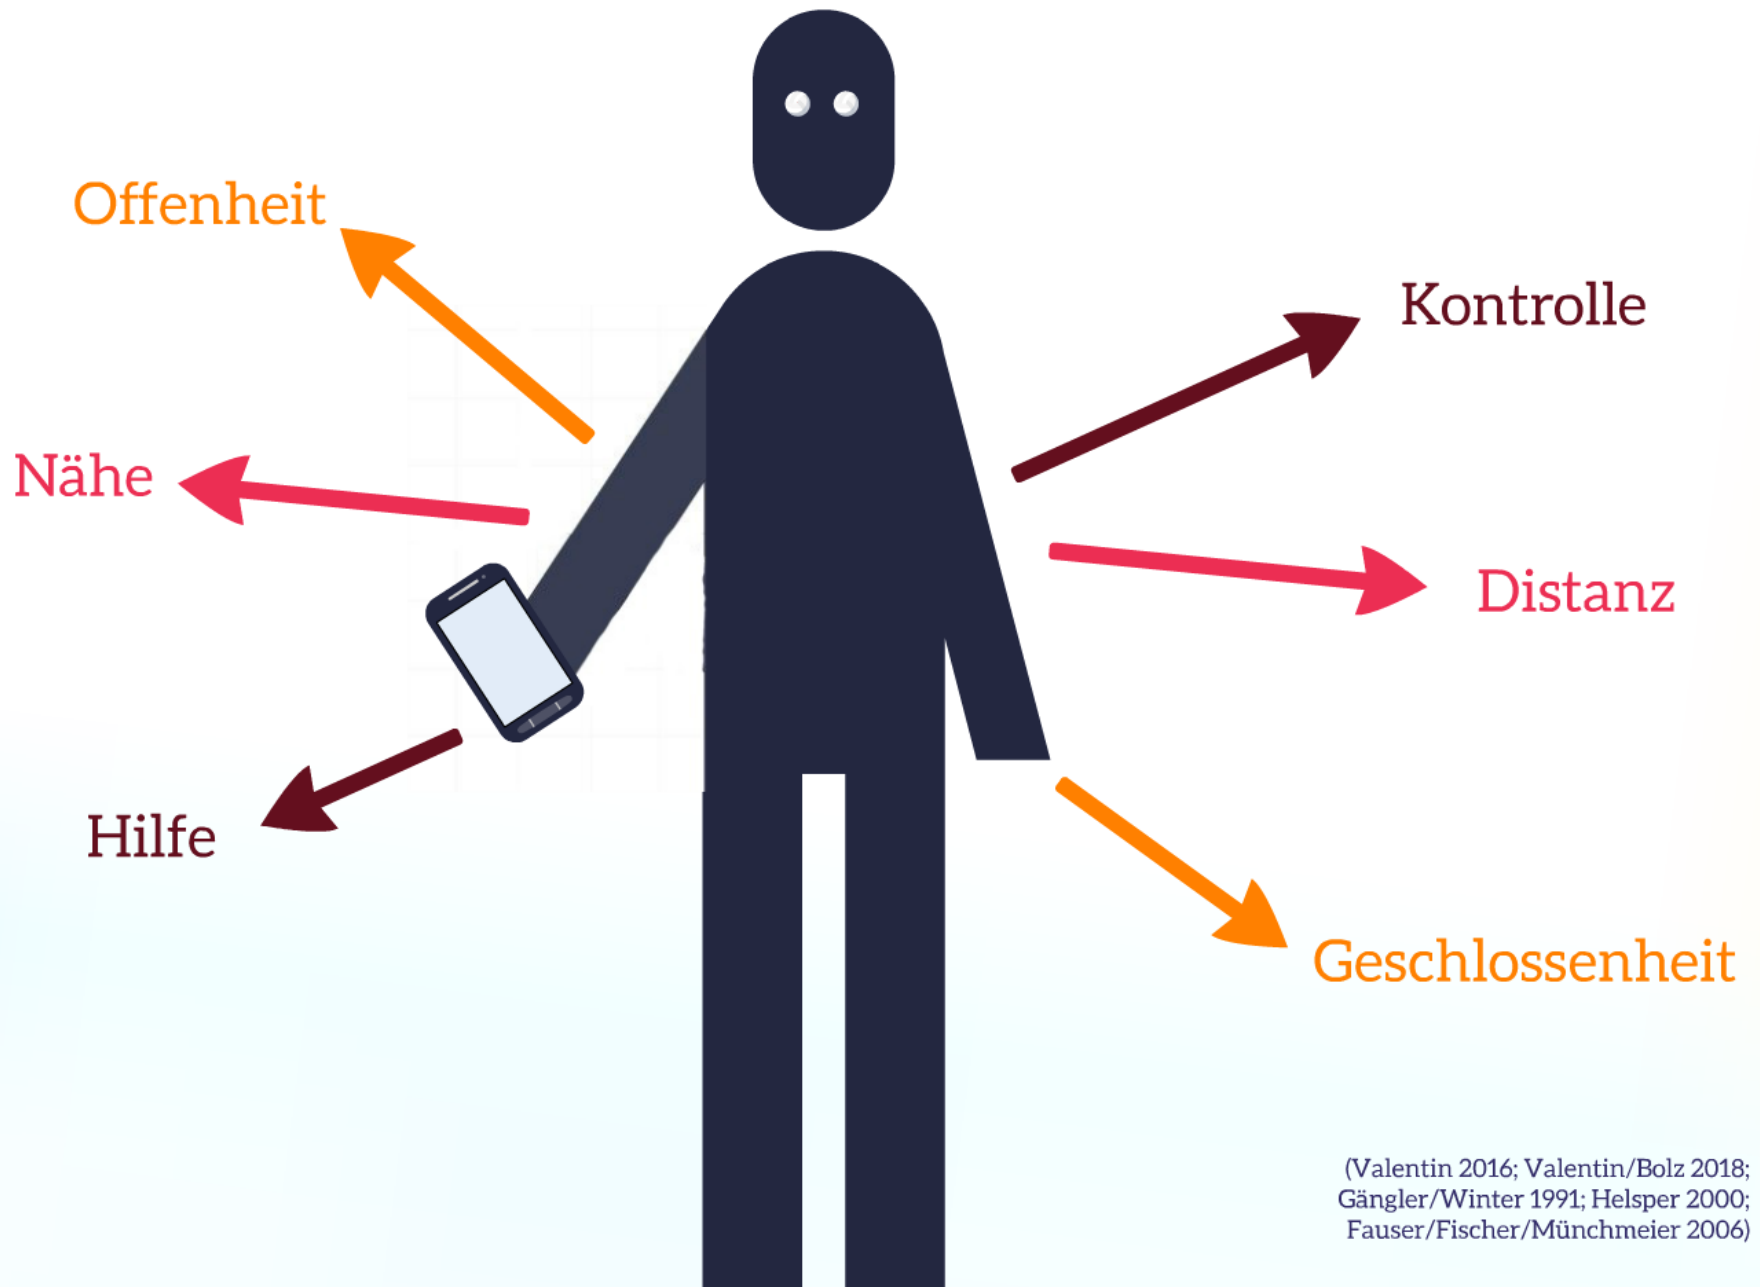 Offenheit
Kontrolle
Nähe
Distanz
Hilfe
Geschlossenheit
(Valentin 2016; Valentin/Bolz 2018;
Gängler/Winter 1991; Helsper 2000;
Fauser/Fischer/Münchmeier 2006)